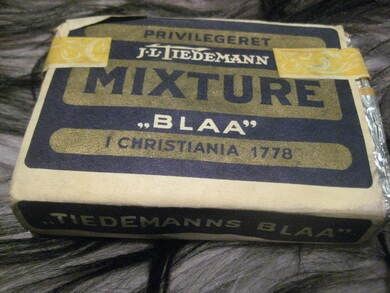 PRIVILEGERET
J·L·TIEDEMANN
MIXTURE
„BLAA”
I CHRISTIANIA 1778
„TIEDEMANNS BLAA”